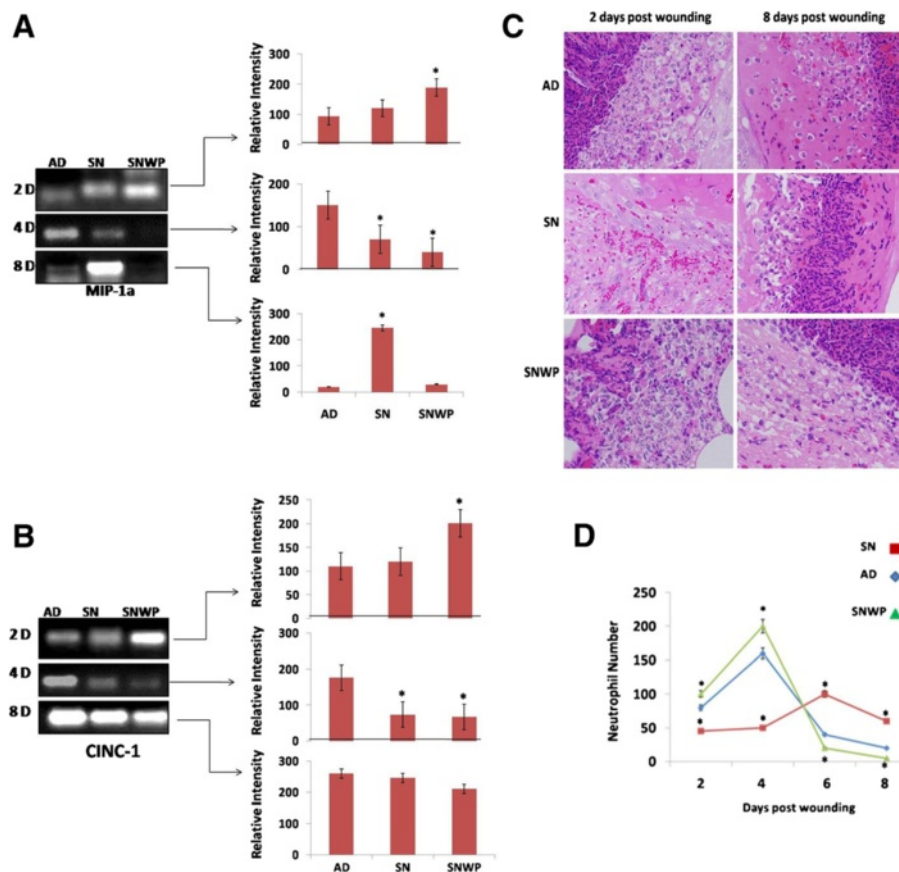 A
Relative Intensity
300
200
100
0
*
AD SN SNWP
2 D
4 D
8 D
MIP-1a
Relative Intensity
150
100
50
0
* *
Relative Intensity
300
200
100
0
*
AD SN SNWP
B
Relative Intensity
250
200
150
100
50
0
*
AD SN SNWP
2 D
4 D
8 D
CINC-1
Relative Intensity
300
200
100
0
* *
Relative Intensity
300
200
100
0
AD SN SNWP
C
2 days post wounding 8 days post wounding
AD
SN
SNWP
D
SN
AD
SNWP
Neutrophil Number
250
200
150
100
50
0
* * * *
* * * *
2 4 6 8
Days post wounding